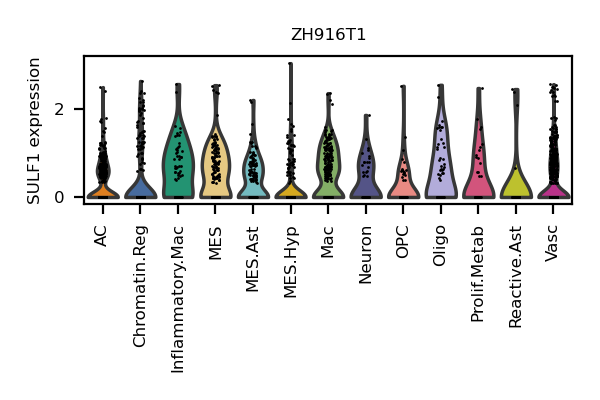 ZH916T1
SULF1 expression
2
0
AC
Chromatin.Reg
Inflammatory.Mac
MES
MES.Ast
MES.Hyp
Mac
Neuron
OPC
Oligo
Prolif.Metab
Reactive.Ast
Vasc